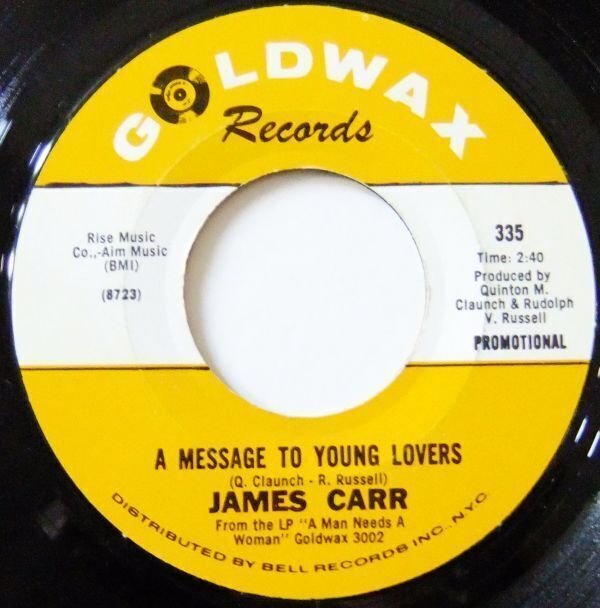 GOLDWAX
Records
Rise Music
Co.,-Aim Music
(BMI)
(8723)
335
Time: 2:40
Produced by
Quinton M.
Claunch & Rudolph
V. Russell
PROMOTIONAL
A MESSAGE TO YOUNG LOVERS
(Q. Claunch - R. Russell)
JAMES CARR
From the LP "A Man Needs A
Woman" Goldwax 3002
DISTRIBUTED BY BELL RECORDS INC., NYC